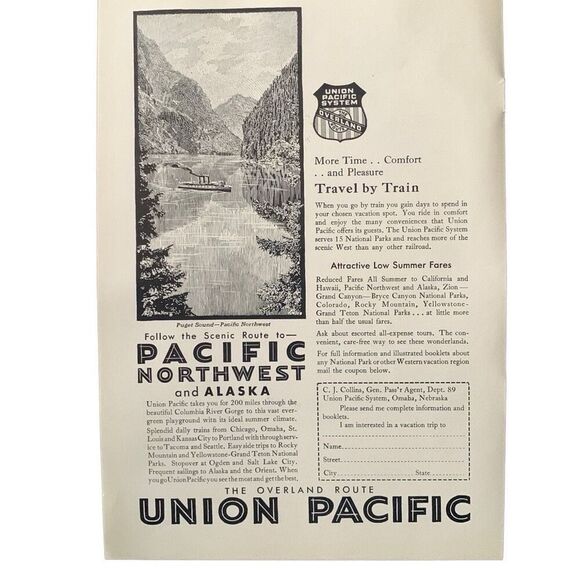 Puget Sound—Pacific Northwest
Follow the Scenic Route to—
PACIFIC
NORTHWEST
and ALASKA
Union Pacific takes you for 200 miles through the
beautiful Columbia River Gorge to this vast ever-
green playground with its ideal summer climate.
Splendid daily trains from Chicago, Omaha, St.
Louis and Kansas City to Portland with through serv-
ice to Tacoma and Seattle. Easy side trips to Rocky
Mountain and Yellowstone-Grand Teton National
Parks. Stopover at Ogden and Salt Lake City.
Frequent sailings to Alaska and the Orient. When
you go Union Pacific you see the most and get the best.
UNION
PACIFIC
SYSTEM
OVERLAND
More Time . . Comfort
. . and Pleasure
Travel by Train
When you go by train you gain days to spend in
your chosen vacation spot. You ride in comfort
and enjoy the many conveniences that Union
Pacific offers its guests. The Union Pacific System
serves 15 National Parks and reaches more of the
scenic West than any other railroad.
Attractive Low Summer Fares
Reduced Fares All Summer to California and
Hawaii, Pacific Northwest and Alaska, Zion—
Grand Canyon—Bryce Canyon National Parks,
Colorado, Rocky Mountain, Yellowstone-
Grand Teton National Parks . . . at little more
than half the usual fares.
Ask about escorted all-expense tours. The con-
venient, care-free way to see these wonderlands.
For full information and illustrated booklets about
any National Park or other Western vacation region
mail the coupon below.
C. J. Collins, Gen. Pass'r Agent, Dept. 89
Union Pacific System, Omaha, Nebraska
Please send me complete information and
booklets.
I am interested in a vacation trip to
Name
Street
City State
THE OVERLAND ROUTE
UNION PACIFIC